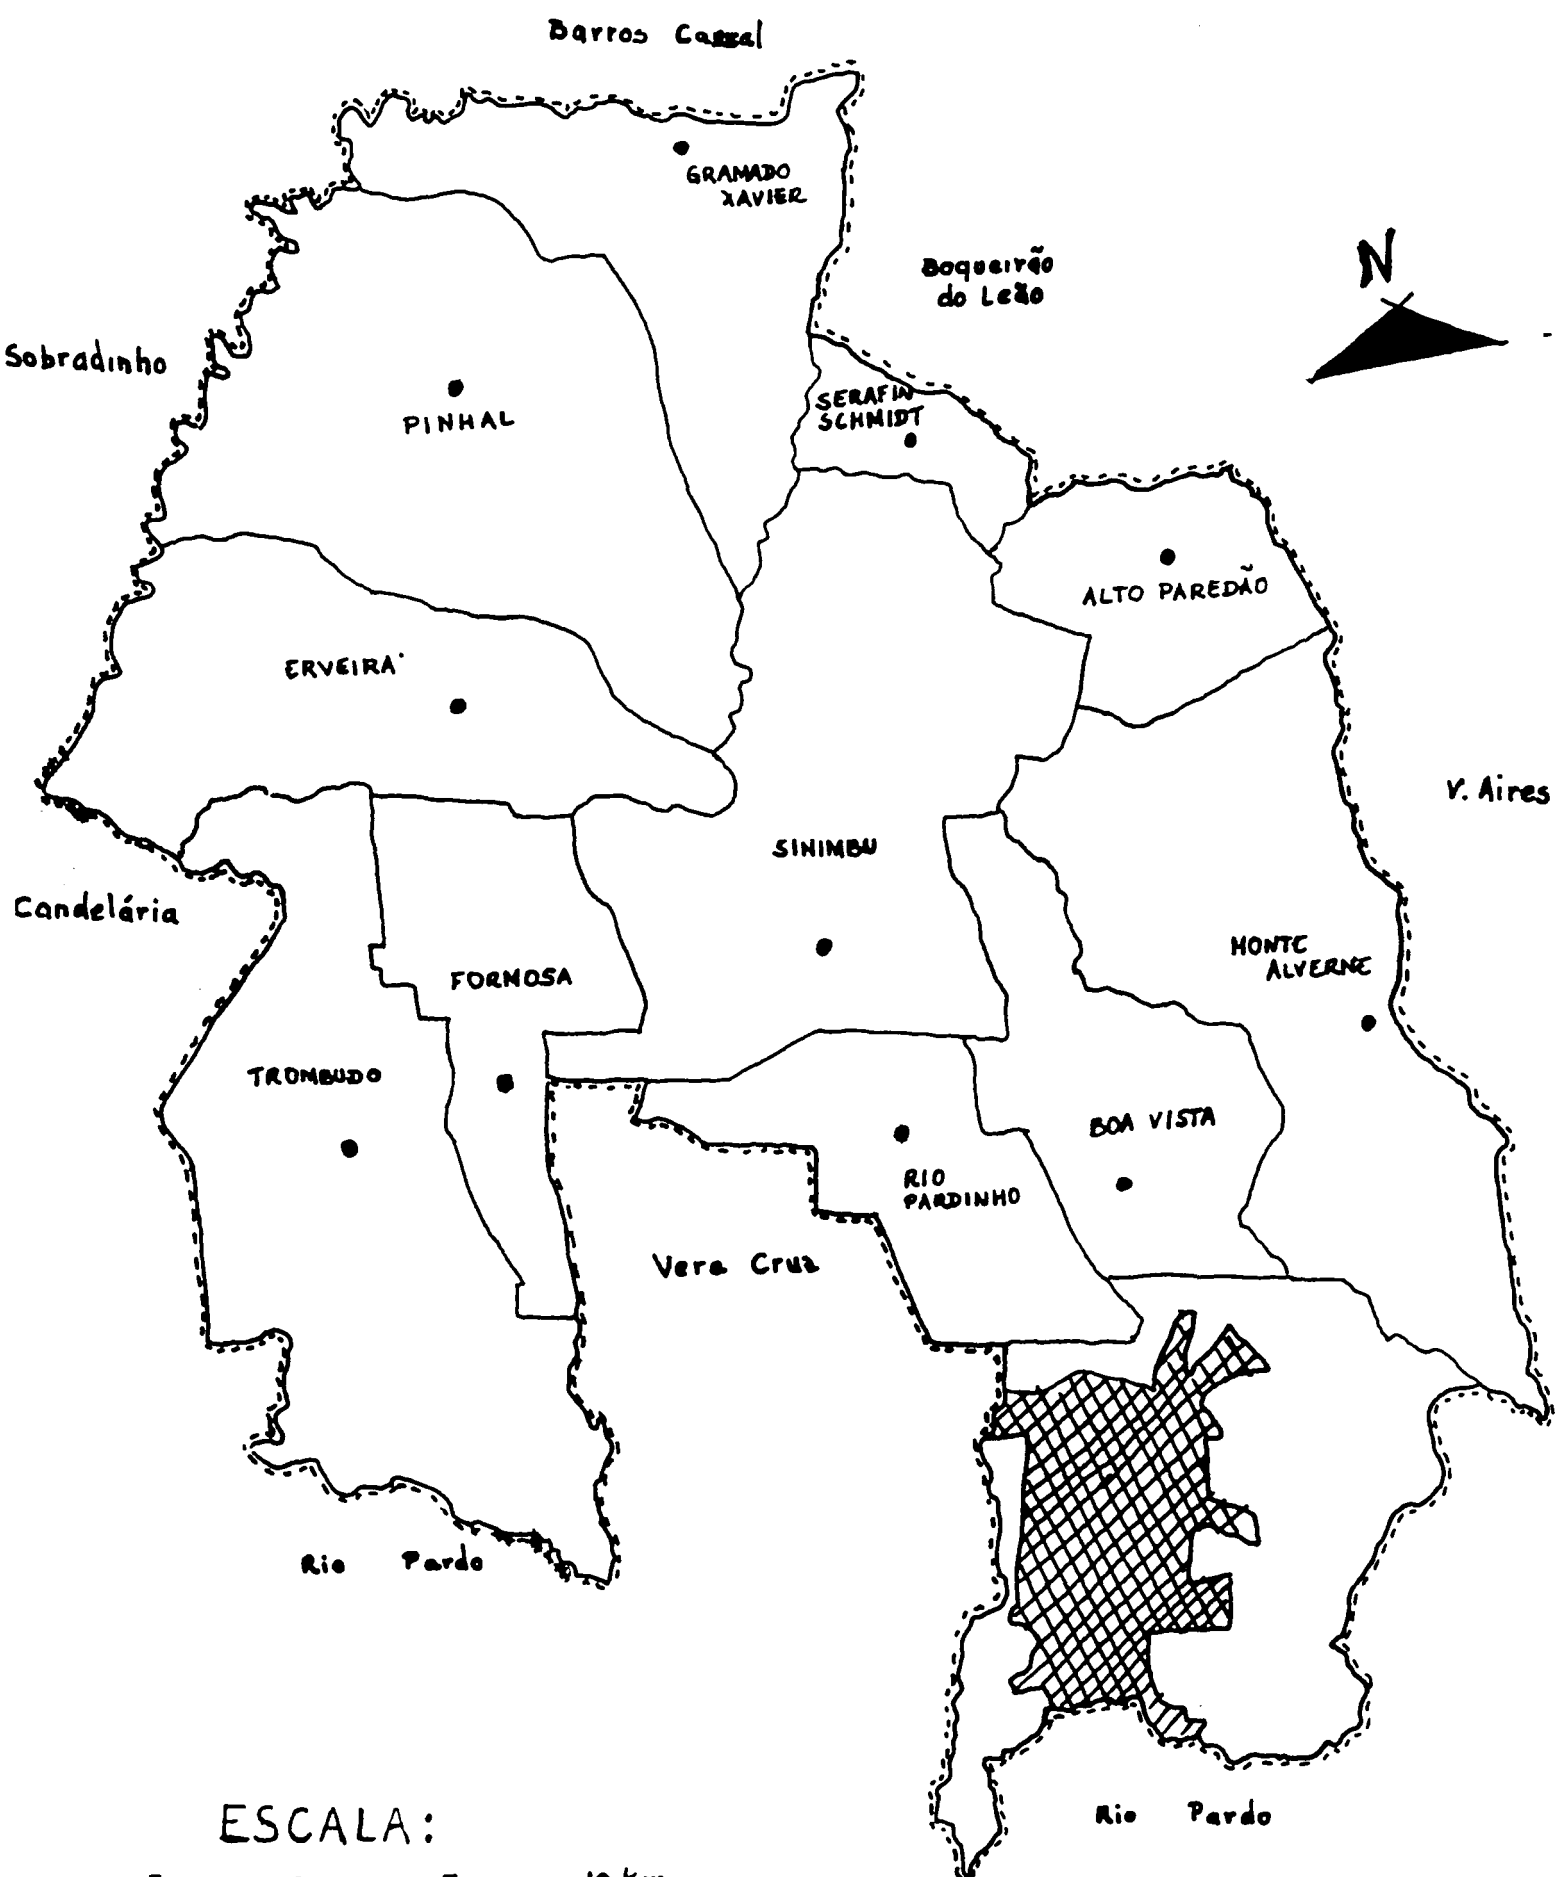 Barros Cassal
GRAMADO
XAVIER
Boqueirão
do Leão
N
Sobradinho
SERAFIN
SCHMIDT
PINHAL
ALTO PAREDÃO
ERVEIRA
V. Aires
SINIMBU
Candelária
MONTE
ALVERNE
FORMOSA
TROMBUDO
BOA VISTA
RIO
PARDINHO
Vera Cruz
Rio Pardo
Rio Pardo
ESCALA: